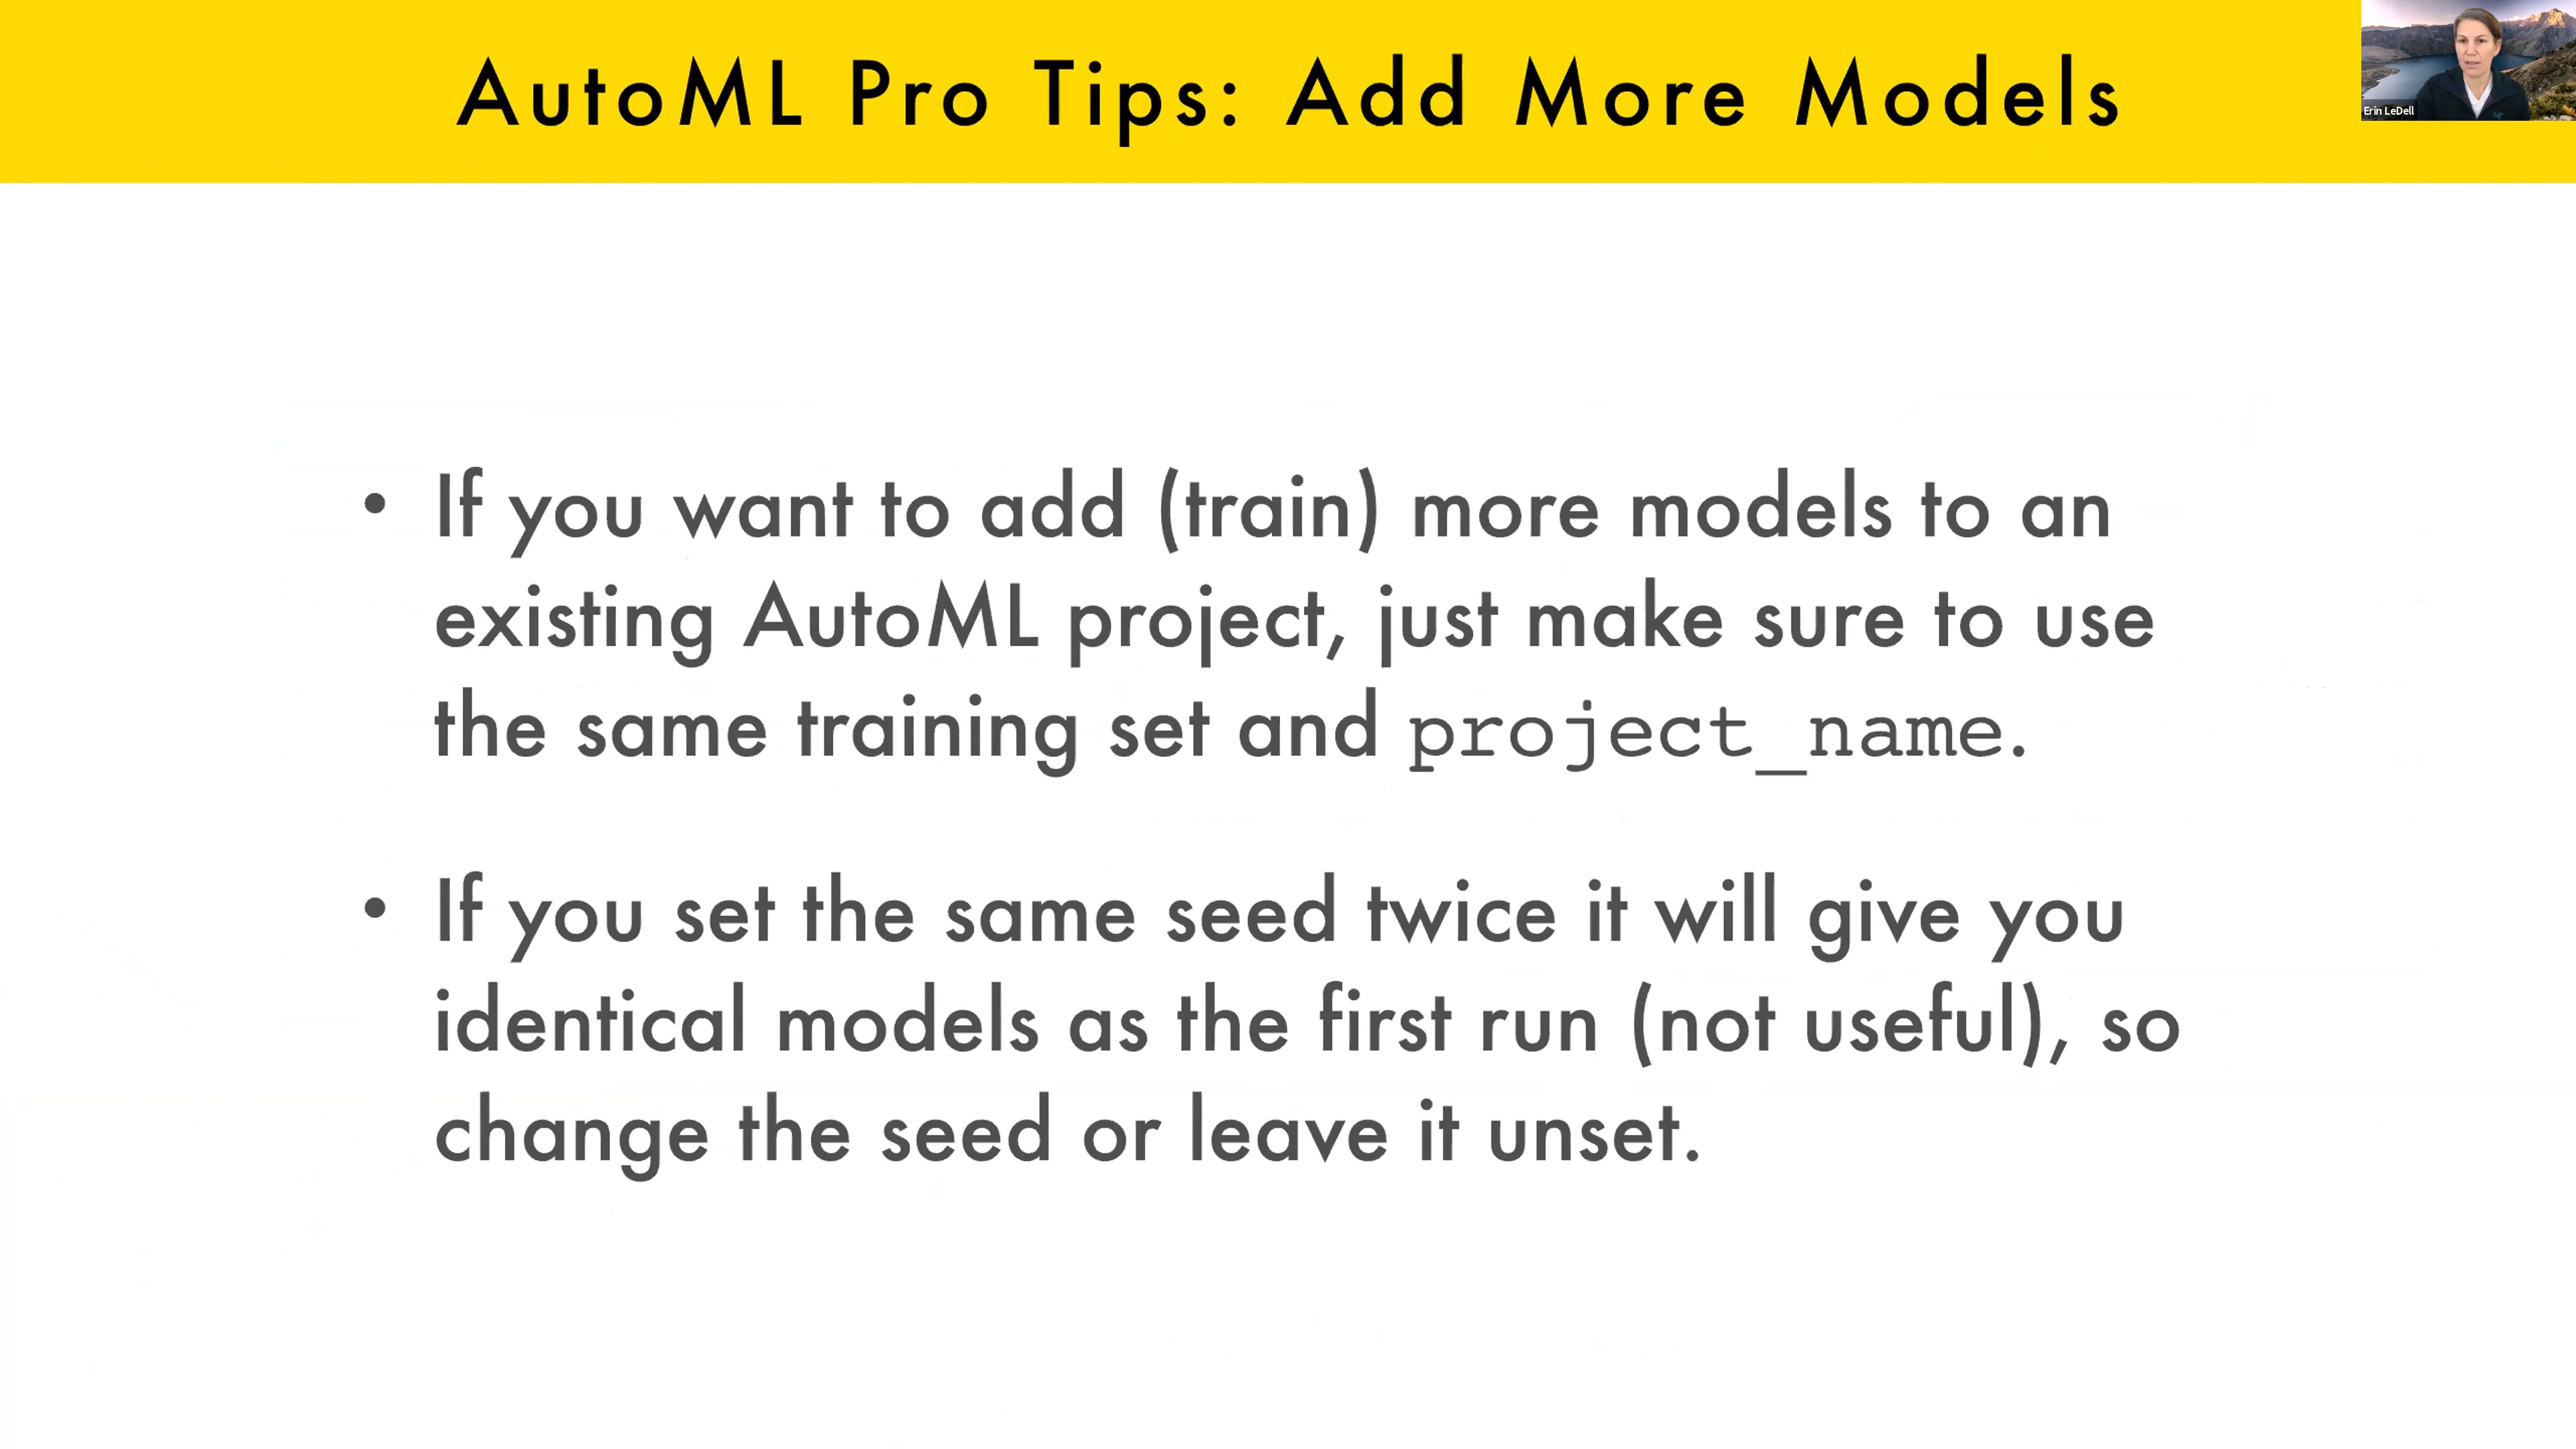 AutoML Pro Tips: Add More Models
Erin LeDell
• If you want to add (train) more models to an
existing AutoML project, just make sure to use
the same training set and project_name.
• If you set the same seed twice it will give you
identical models as the first run (not useful), so
change the seed or leave it unset.